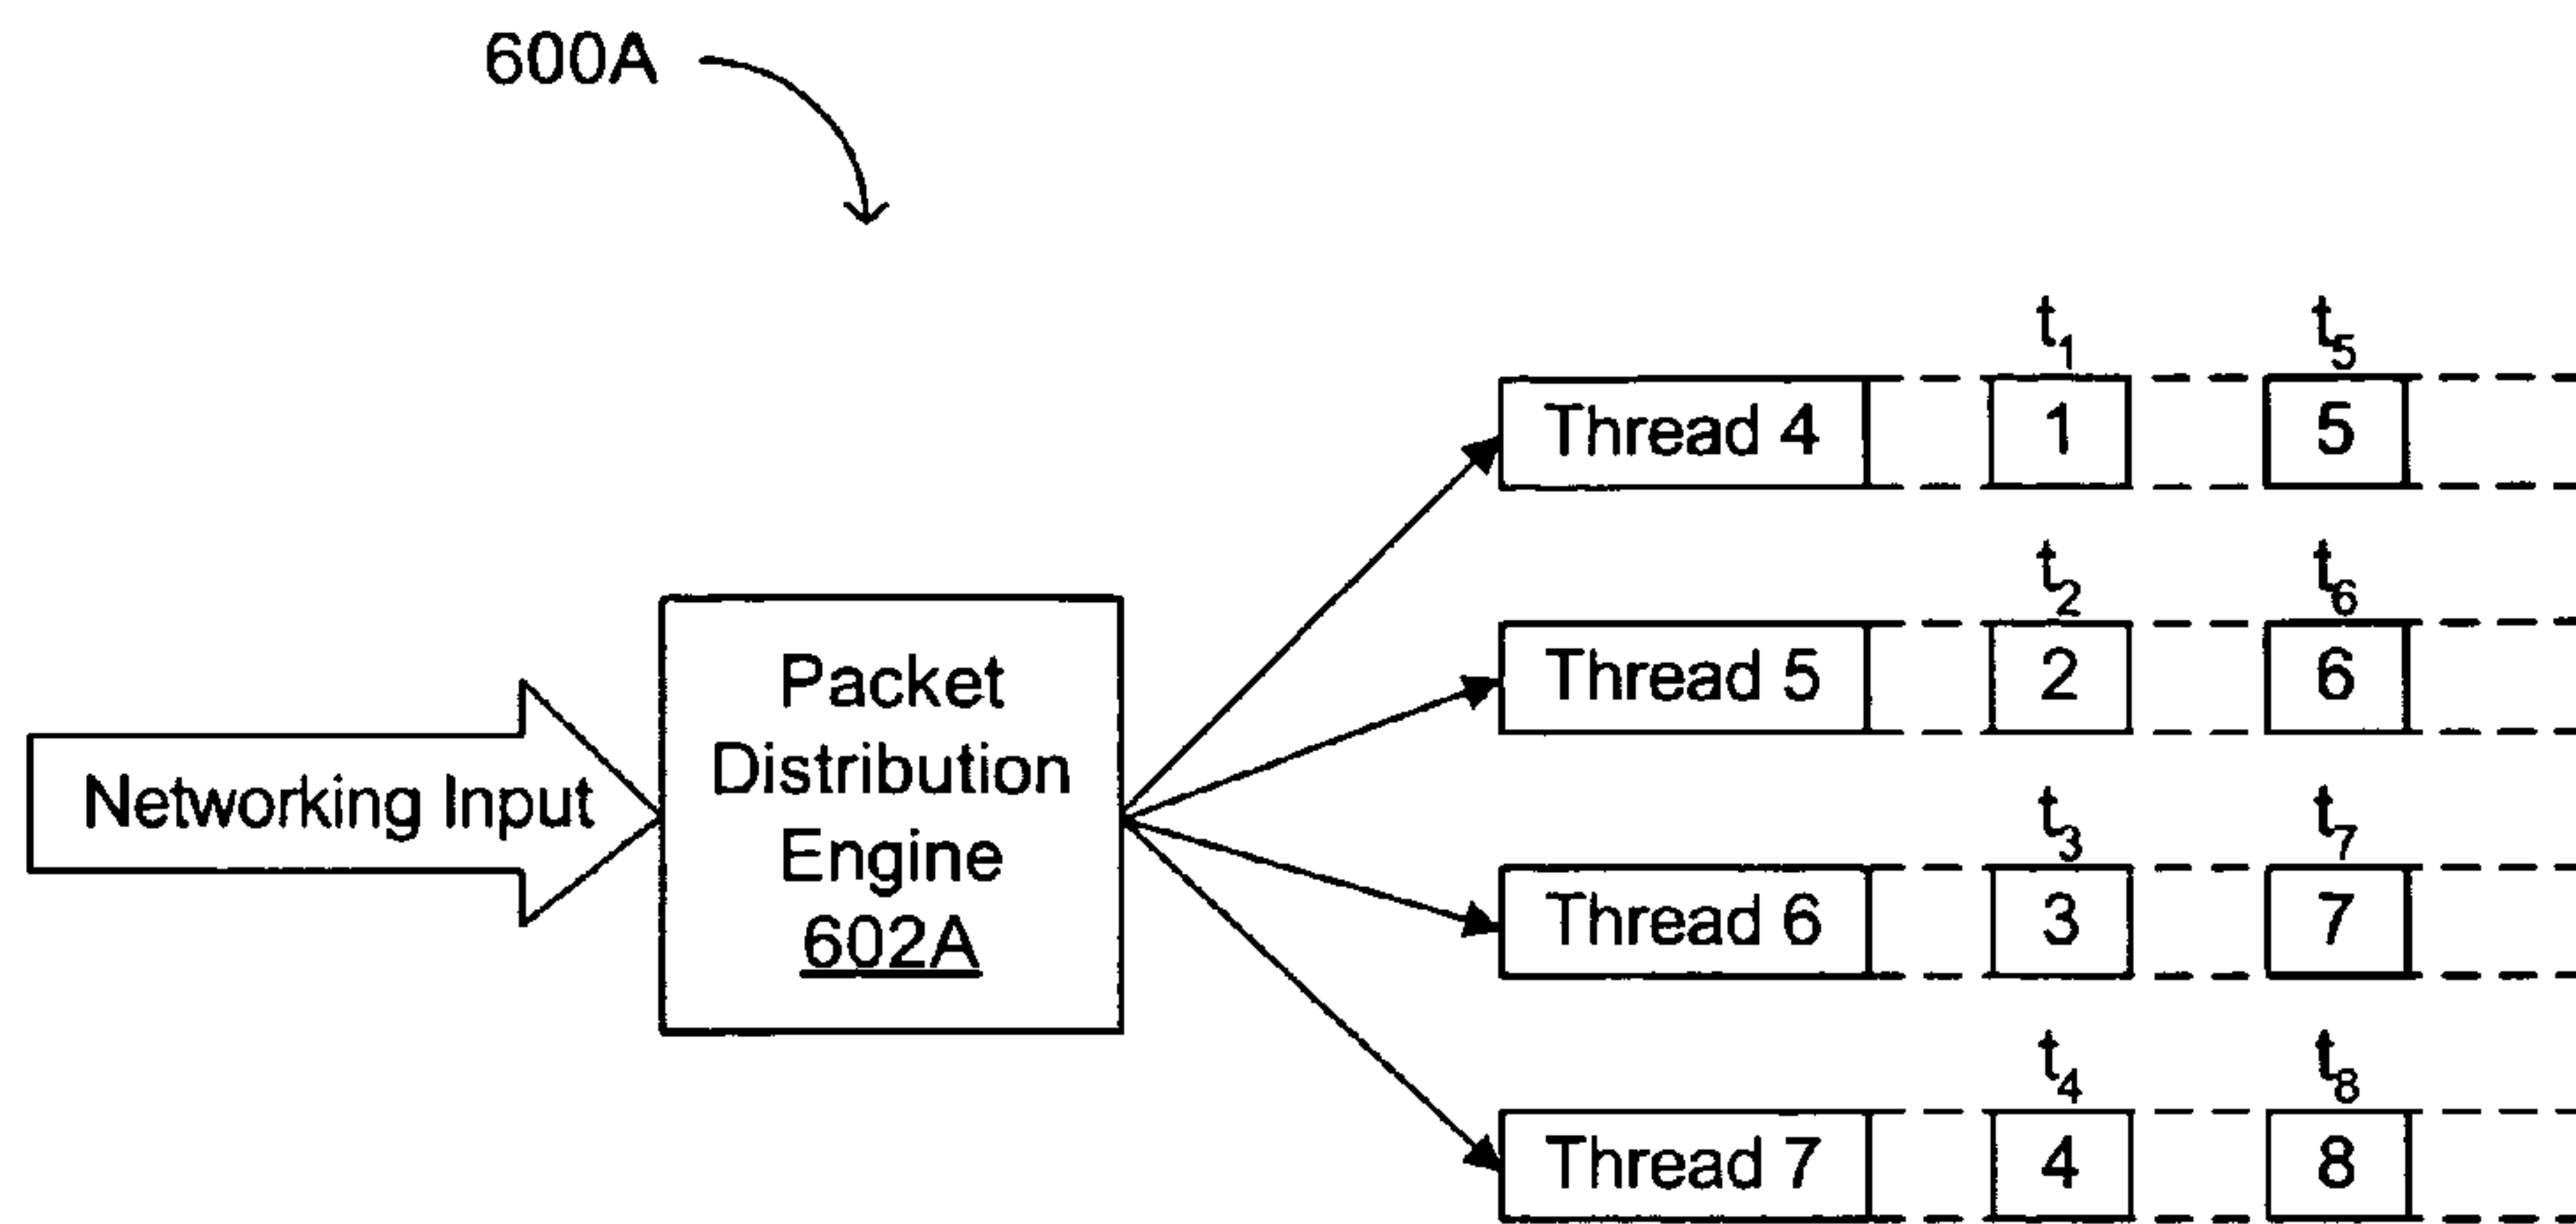 600A
t1 t5
Thread 4 1 5
t2 t6
Thread 5 2 6
Packet
Distribution
Engine
602A
Networking Input
t3 t7
Thread 6 3 7
t4 t8
Thread 7 4 8